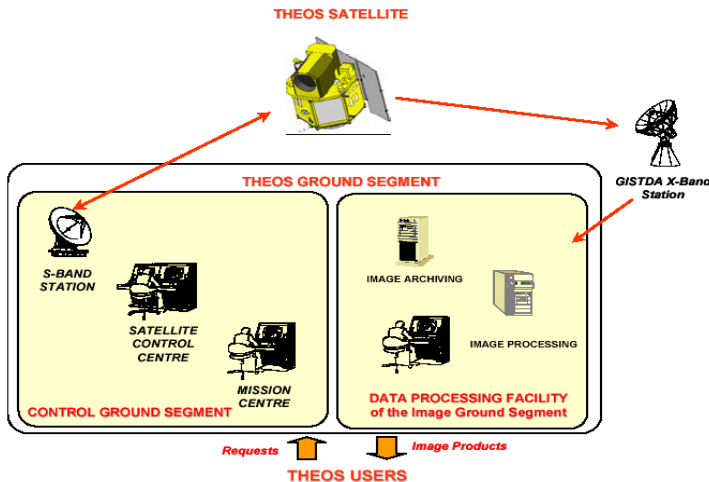 THEOS SATELLITE
GISTDA X-Band
Station
THEOS GROUND SEGMENT
S-BAND
STATION
SATELLITE
CONTROL
CENTRE
MISSION
CENTRE
CONTROL GROUND SEGMENT
IMAGE ARCHIVING
IMAGE PROCESSING
DATA PROCESSING FACILITY
of the Image Ground Segment
Requests
Image Products
THEOS USERS